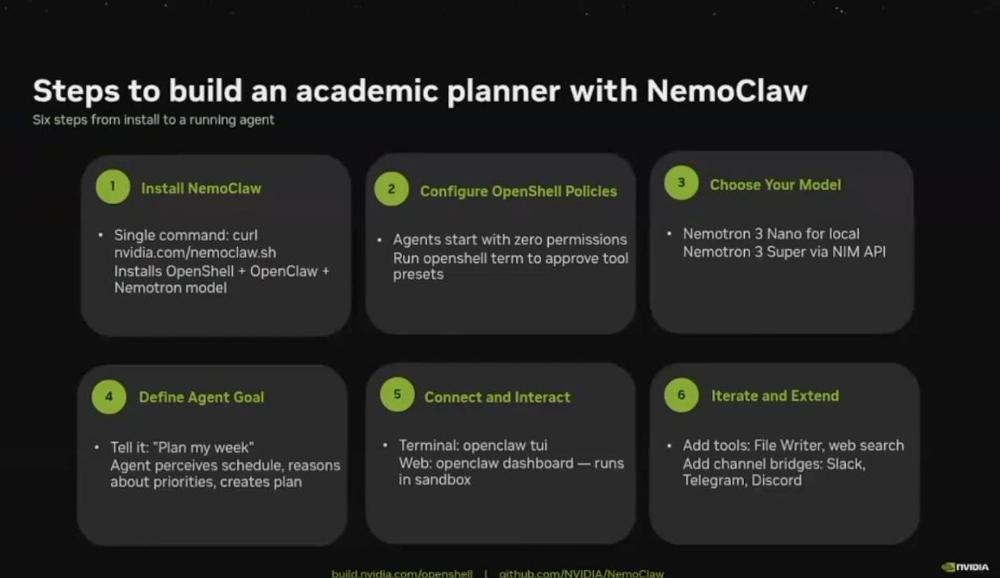 Steps to build an academic planner with NemoClaw
Six steps from install to a running agent
1
Install NemoClaw
• Single command: curl
nvidia.com/nemoclaw.sh
Installs OpenShell + OpenClaw +
Nemotron model
2
Configure OpenShell Policies
• Agents start with zero permissions
Run openshell term to approve tool
presets
3
Choose Your Model
• Nemotron 3 Nano for local
Nemotron 3 Super via NIM API
4
Define Agent Goal
• Tell it: "Plan my week"
Agent perceives schedule, reasons
about priorities, creates plan
5
Connect and Interact
• Terminal: openclaw tui
Web: openclaw dashboard — runs
in sandbox
6
Iterate and Extend
• Add tools: File Writer, web search
Add channel bridges: Slack,
Telegram, Discord
build.nvidia.com/openshell | github.com/NVIDIA/NemoClaw
NVIDIA